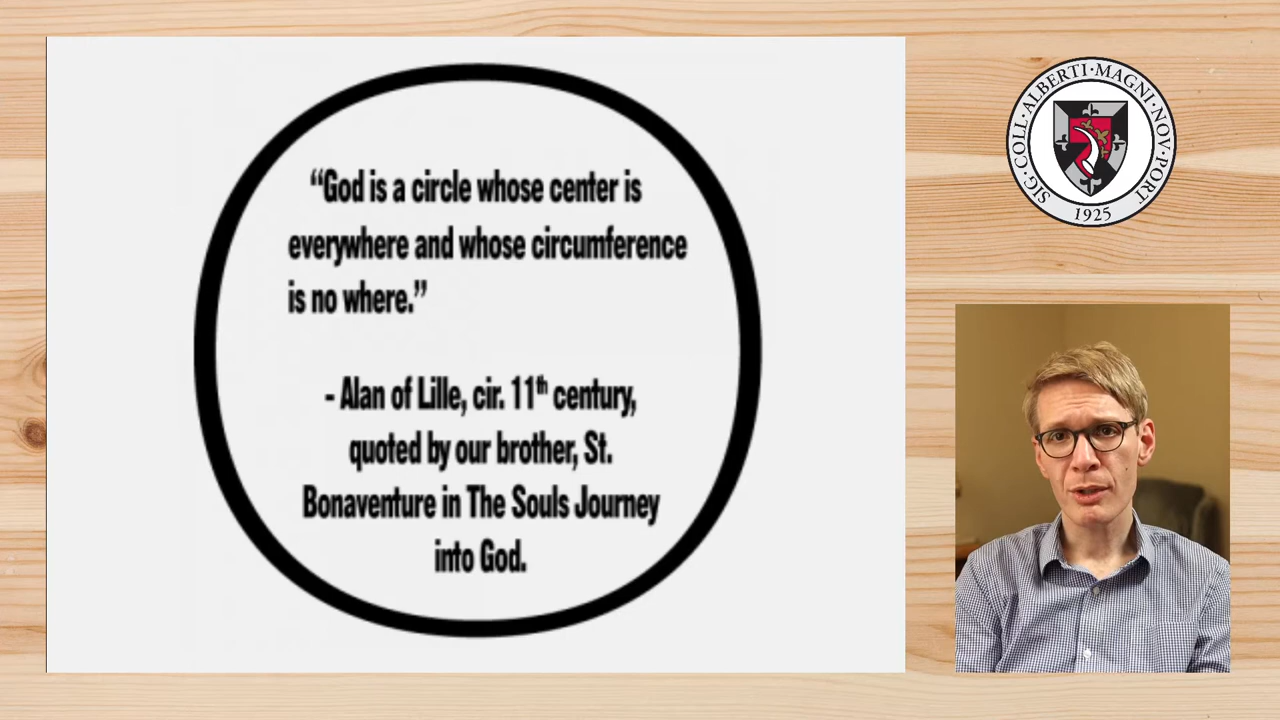 “God is a circle whose center is
everywhere and whose circumference
is no where.”
- Alan of Lille, cir. 11th century,
quoted by our brother, St.
Bonaventure in The Souls Journey
into God.
SIG·COLL·ALBERTI·MAGNI·NOV·PORT
1925